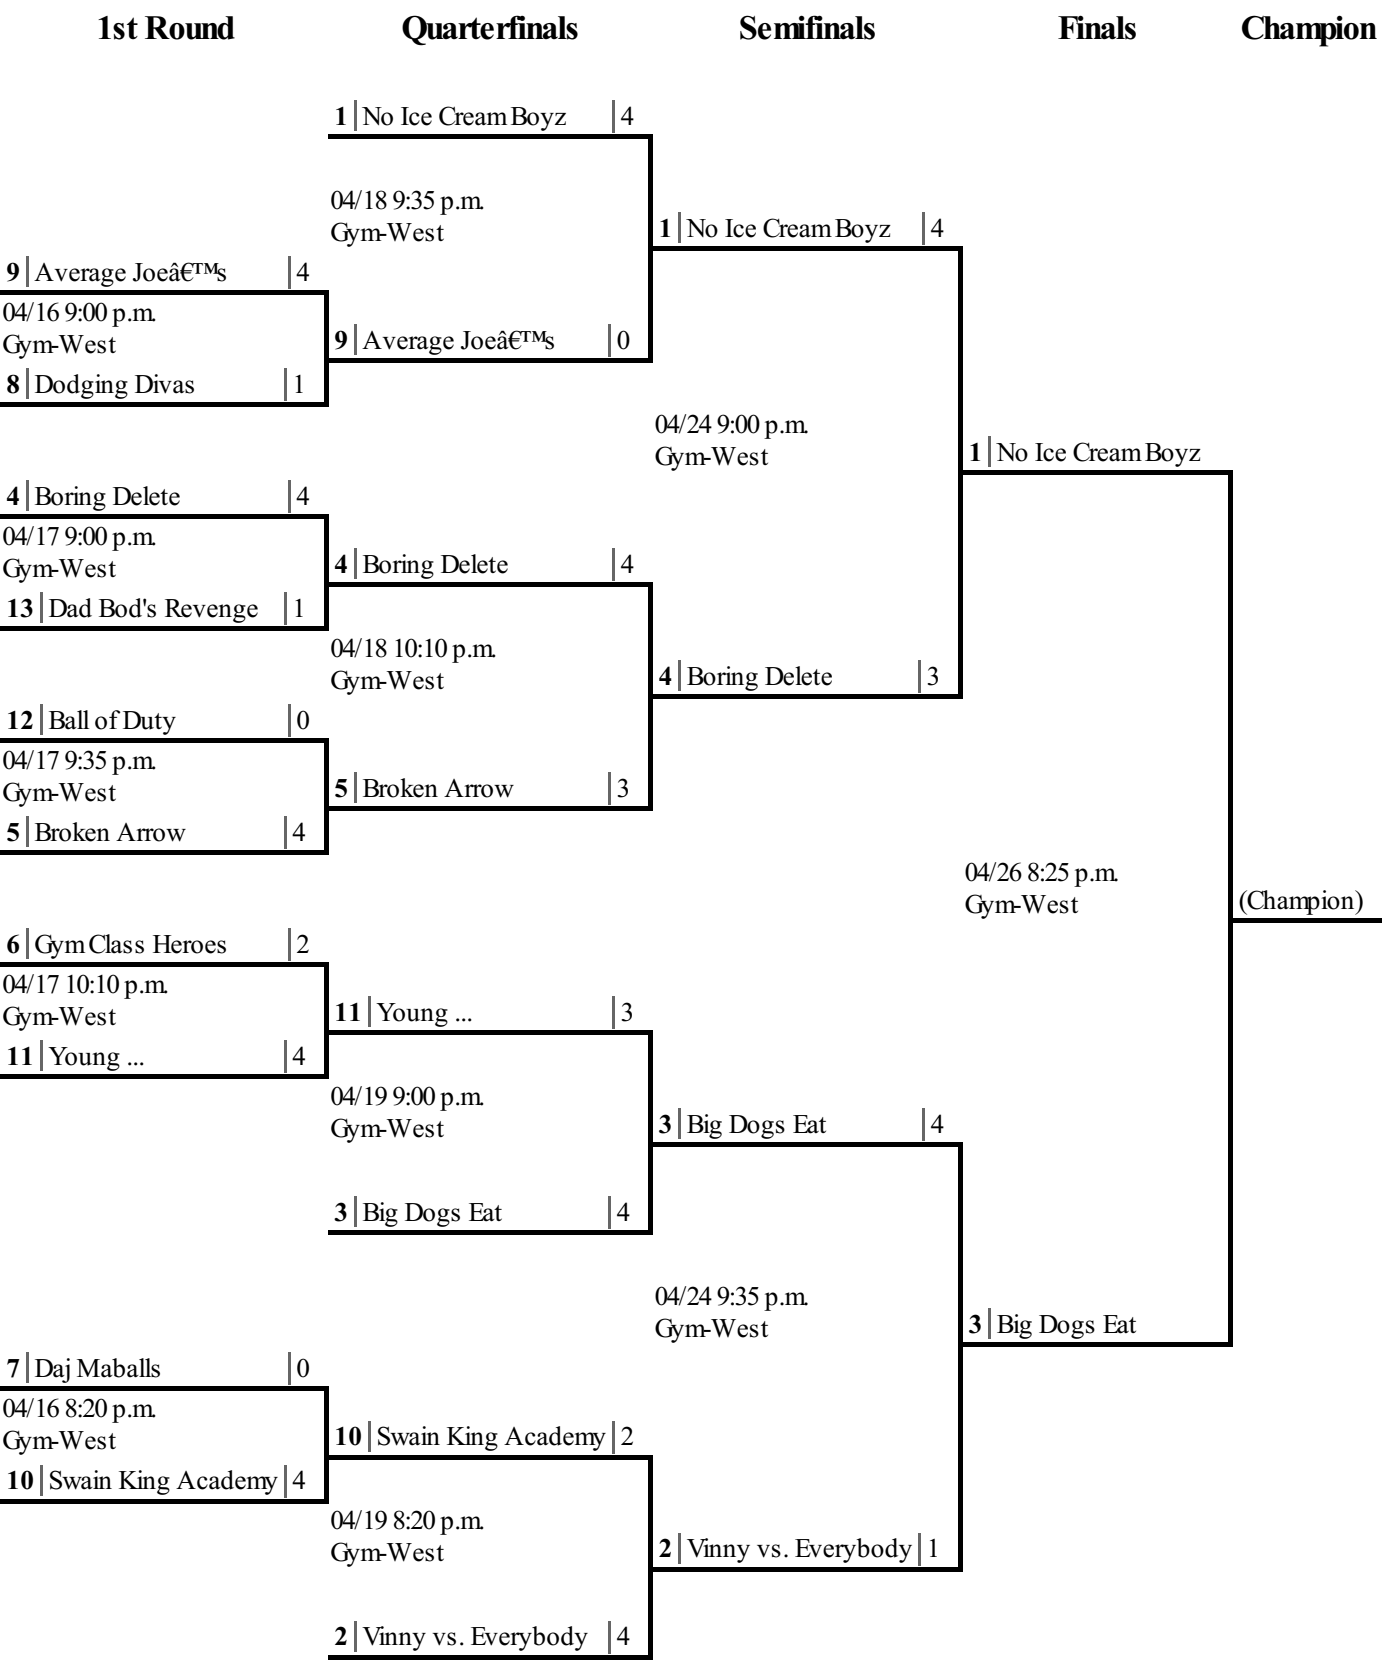 1st Round
Quarterfinals
Semifinals
Finals
Champion
1 No Ice Cream Boyz 4
04/18 9:35 p.m.
Gym-West
1 No Ice Cream Boyz 4
9 Average Joeâ€™s 4
04/16 9:00 p.m.
Gym-West
9 Average Joeâ€™s 0
8 Dodging Divas 1
04/24 9:00 p.m.
Gym-West
1 No Ice Cream Boyz
4 Boring Delete 4
04/17 9:00 p.m.
Gym-West
4 Boring Delete 4
13 Dad Bod's Revenge 1
04/18 10:10 p.m.
Gym-West
4 Boring Delete 3
12 Ball of Duty 0
04/17 9:35 p.m.
Gym-West
5 Broken Arrow 3
5 Broken Arrow 4
04/26 8:25 p.m.
Gym-West
(Champion)
6 Gym Class Heroes 2
04/17 10:10 p.m.
Gym-West
11 Young ... 3
11 Young ... 4
04/19 9:00 p.m.
Gym-West
3 Big Dogs Eat 4
3 Big Dogs Eat 4
04/24 9:35 p.m.
Gym-West
3 Big Dogs Eat
7 Daj Maballs 0
04/16 8:20 p.m.
Gym-West
10 Swain King Academy 2
10 Swain King Academy 4
04/19 8:20 p.m.
Gym-West
2 Vinny vs. Everybody 1
2 Vinny vs. Everybody 4